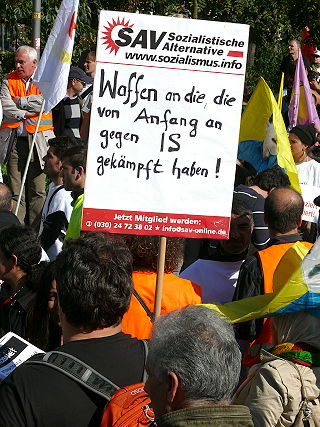 SAV Sozialistische
Alternative
www.sozialismus.info
Waffen an die, die
von Anfang an
gegen IS
gekämpft haben!
Jetzt Mitglied werden:
(030) 24 72 38 02 ★ info@sav-online.de